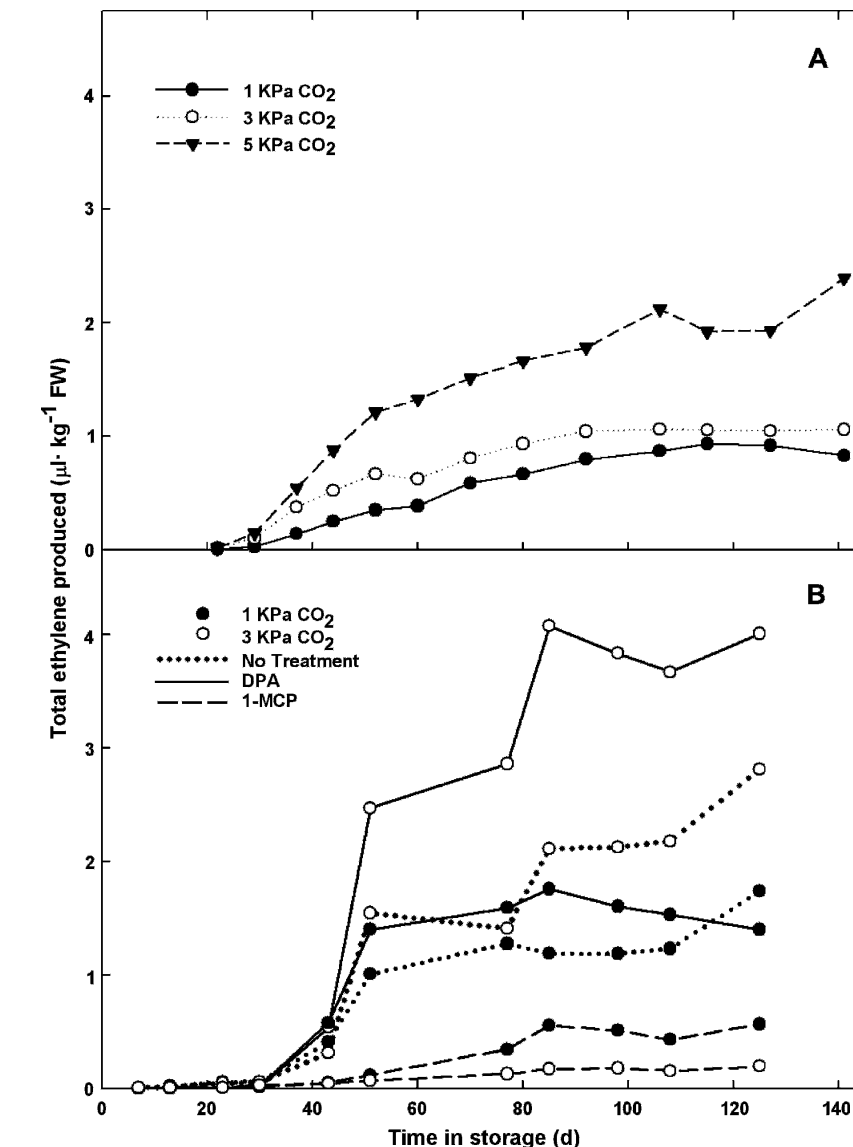 A
4
1 KPa CO2
3 KPa CO2
5 KPa CO2
3
2
1
0
Total ethylene produced (µl· kg-1 FW)
B
1 KPa CO2
3 KPa CO2
No Treatment
DPA
1-MCP
4
3
2
1
0
0 20 40 60 80 100 120 140
Time in storage (d)